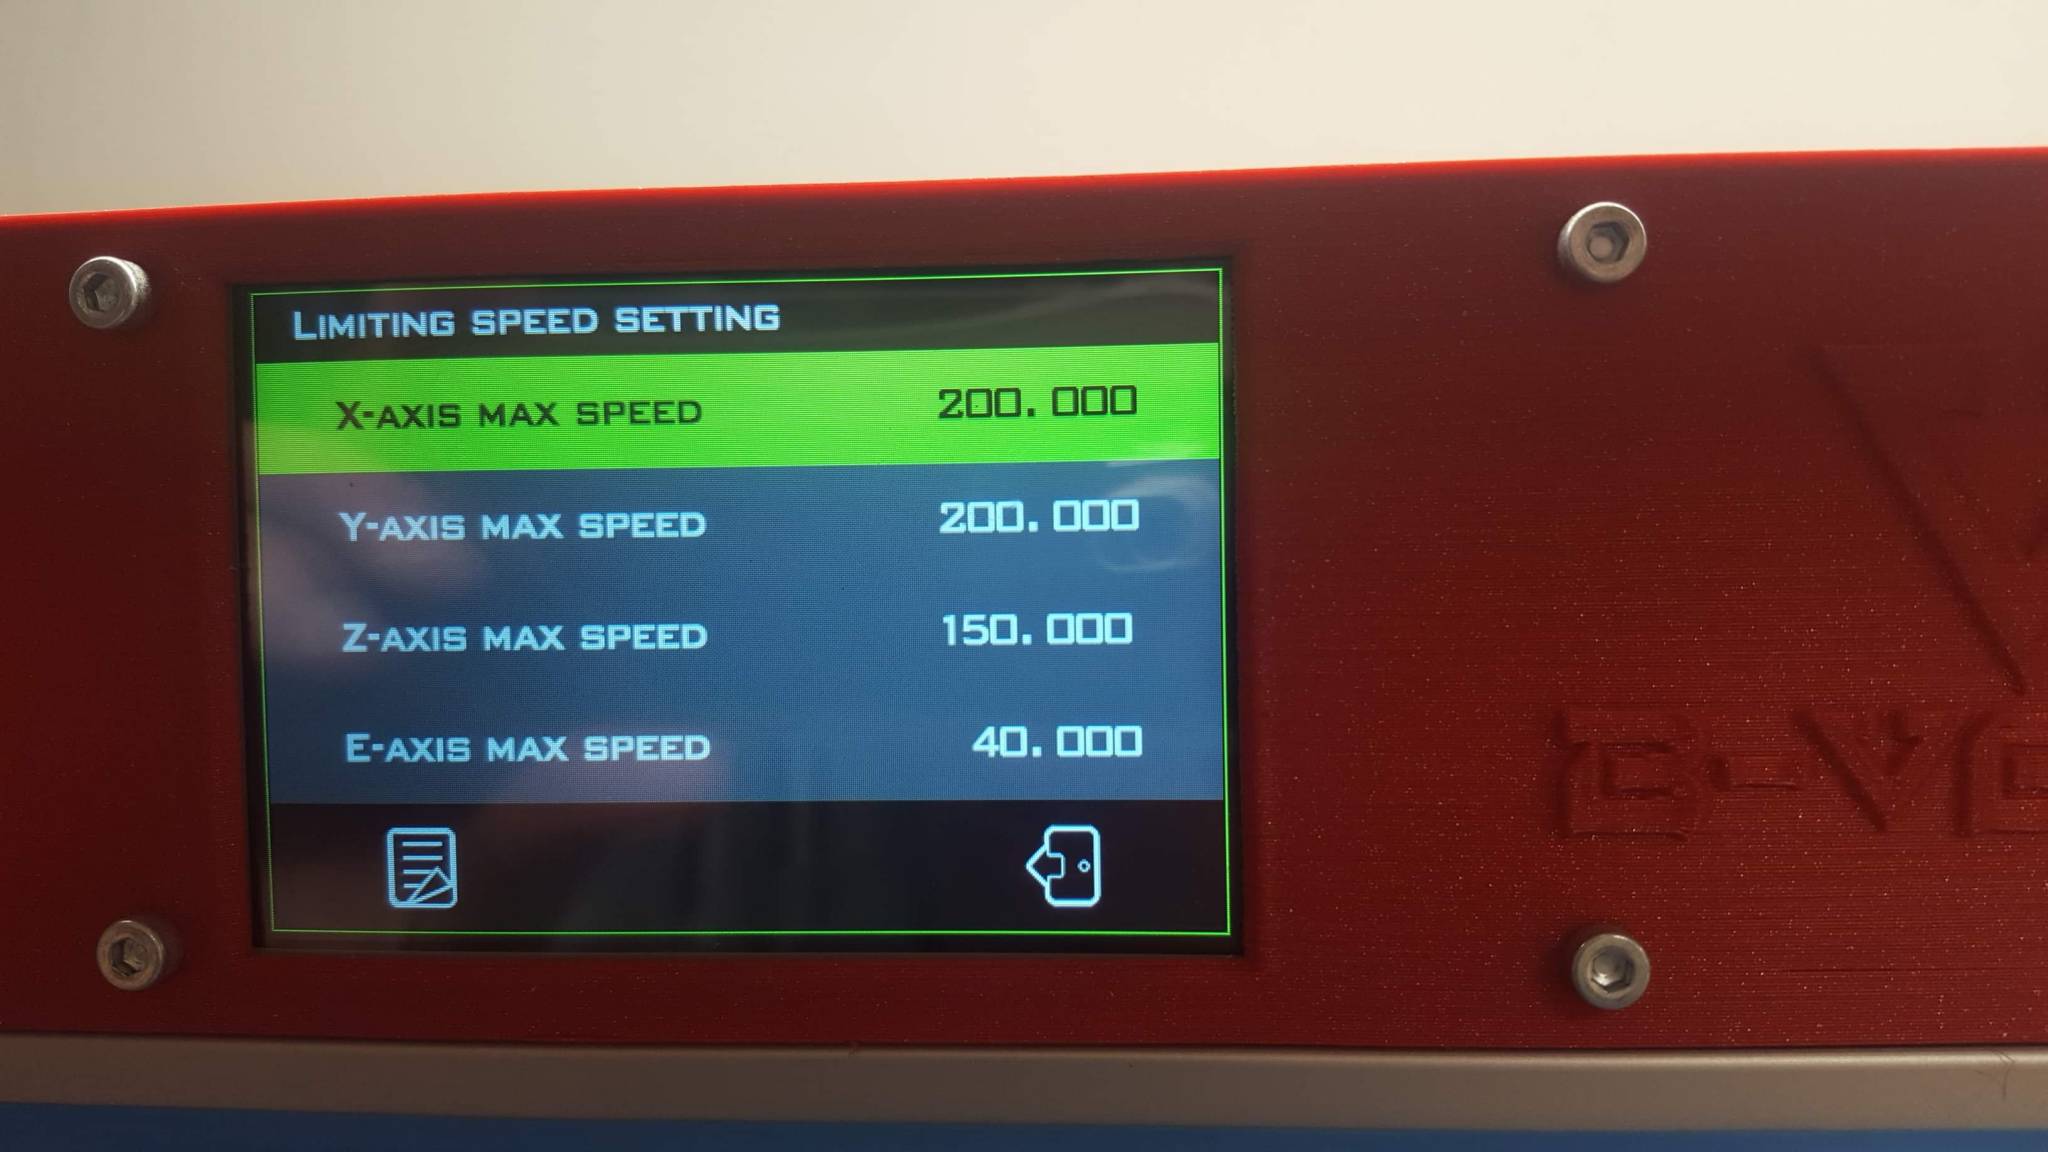 Limiting speed setting
X-axis max speed 200.000
Y-axis max speed 200.000
Z-axis max speed 150.000
E-axis max speed 40.000